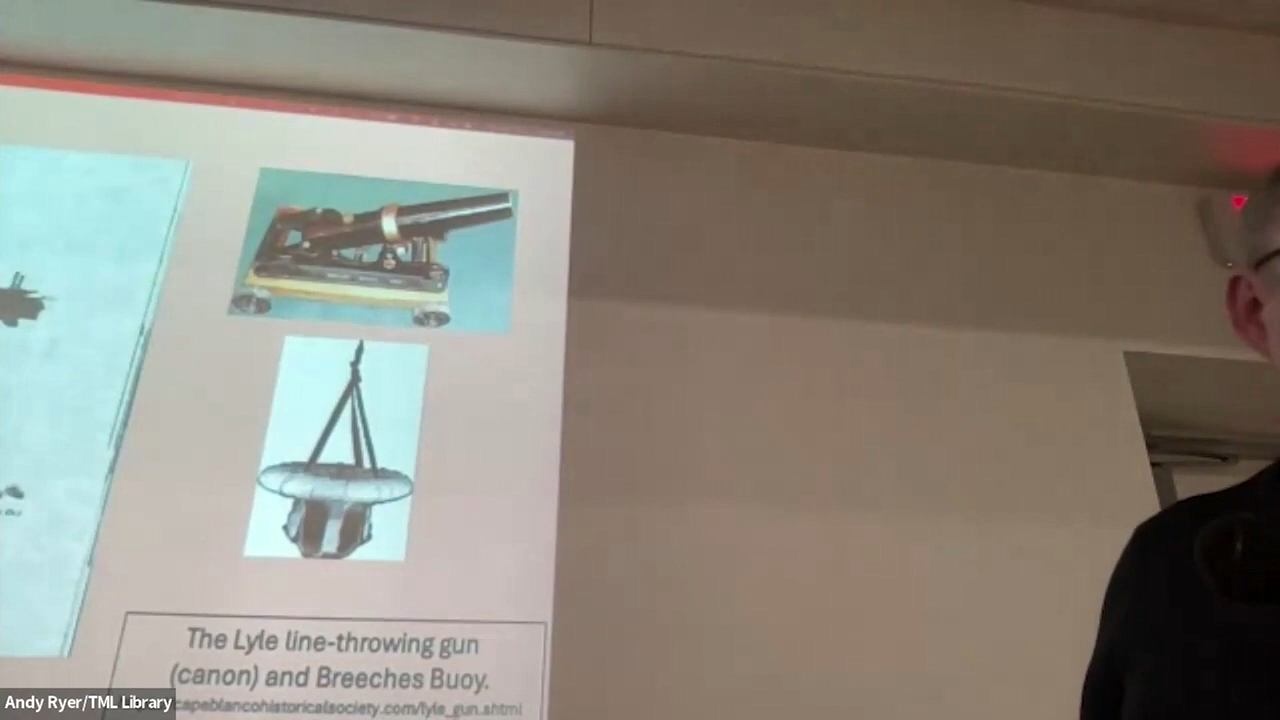 The Lyle line-throwing gun
(canon) and Breeches Buoy.
capeblancohistoricalsociety.com/lyle_gun.shtml
Andy Ryer/TML Library